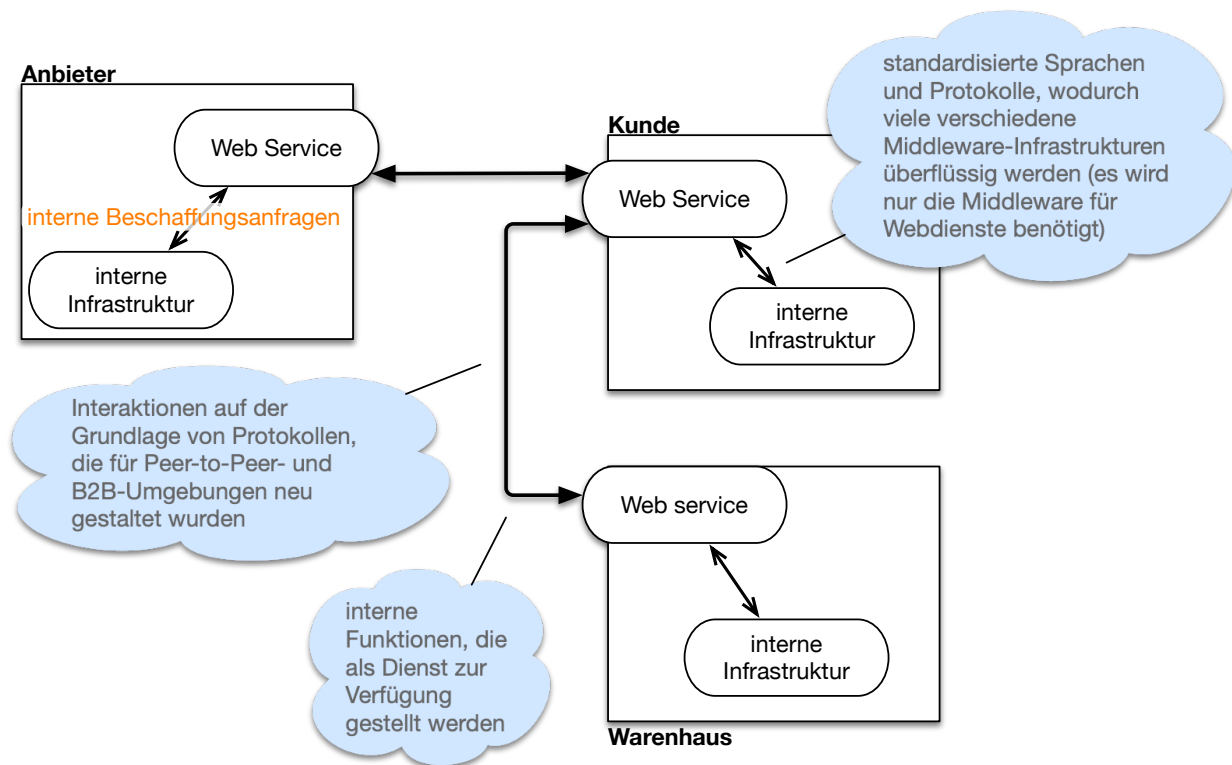 Anbieter
Web Service
interne Beschaffungsanfragen
interne
Infrastruktur
Kunde
Web Service
interne
Infrastruktur
standardisierte Sprachen
und Protokolle, wodurch
viele verschiedene
Middleware-Infrastrukturen
überflüssig werden (es wird
nur die Middleware für
Webdienste benötigt)
Interaktionen auf der
Grundlage von Protokollen,
die für Peer-to-Peer- und
B2B-Umgebungen neu
gestaltet wurden
Web service
interne
Infrastruktur
Warenhaus
interne
Funktionen, die
als Dienst zur
Verfügung
gestellt werden